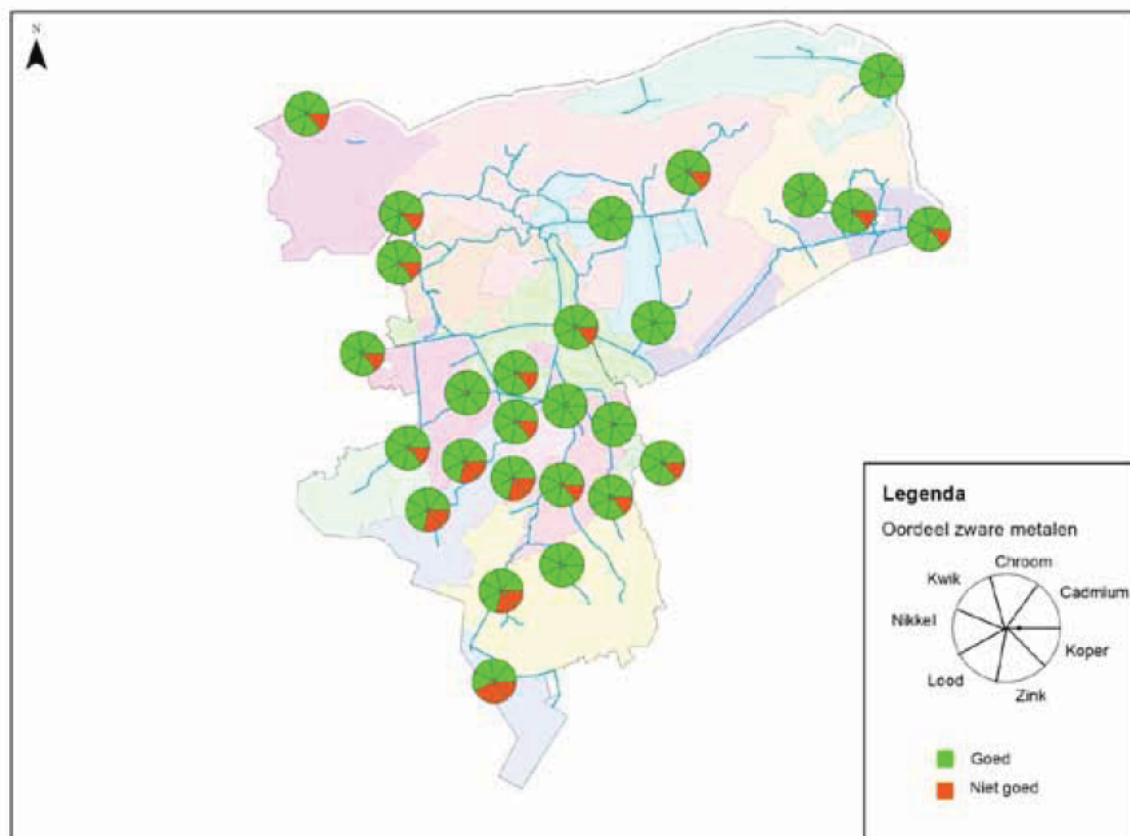 N
Legenda
Oordeel zware metalen
Chroom
Kwik
Cadmium
Nikkel
Koper
Lood
Zink
Goed
Niet goed